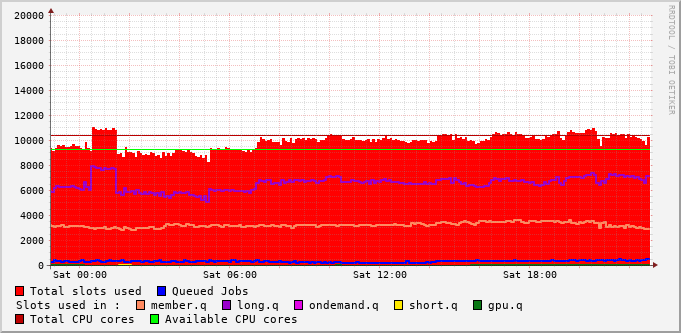 20000
18000
16000
14000
12000
10000
8000
6000
4000
2000
0
Sat 00:00 Sat 06:00 Sat 12:00 Sat 18:00
RRDTOOL / TOBI OETIKER
Total slots used Queued Jobs
Slots used in : member.q long.q ondemand.q short.q gpu.q
Total CPU cores Available CPU cores